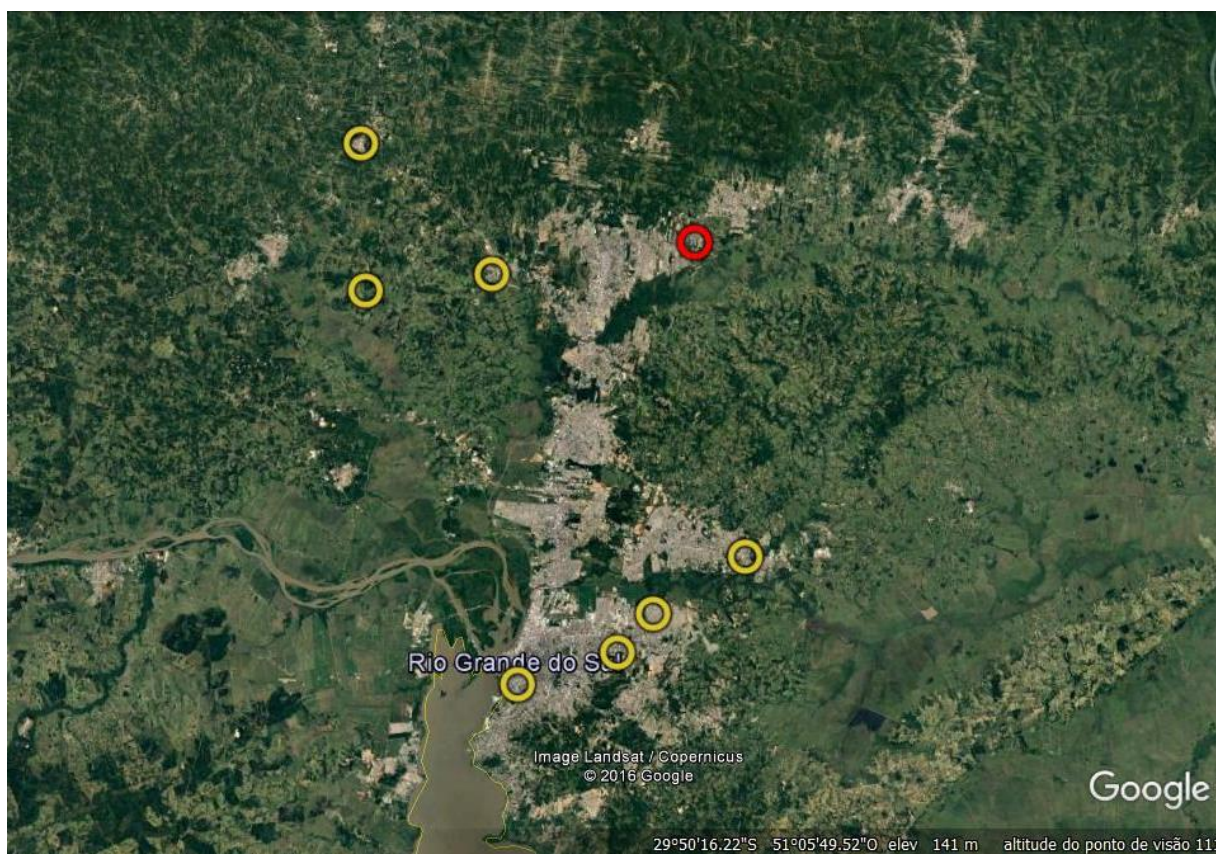 Rio Grande do Sul
Image Landsat / Copernicus
© 2016 Google
Google
29°50'16.22"S 51°05'49.52"O elev 141 m altitude do ponto de visão 11